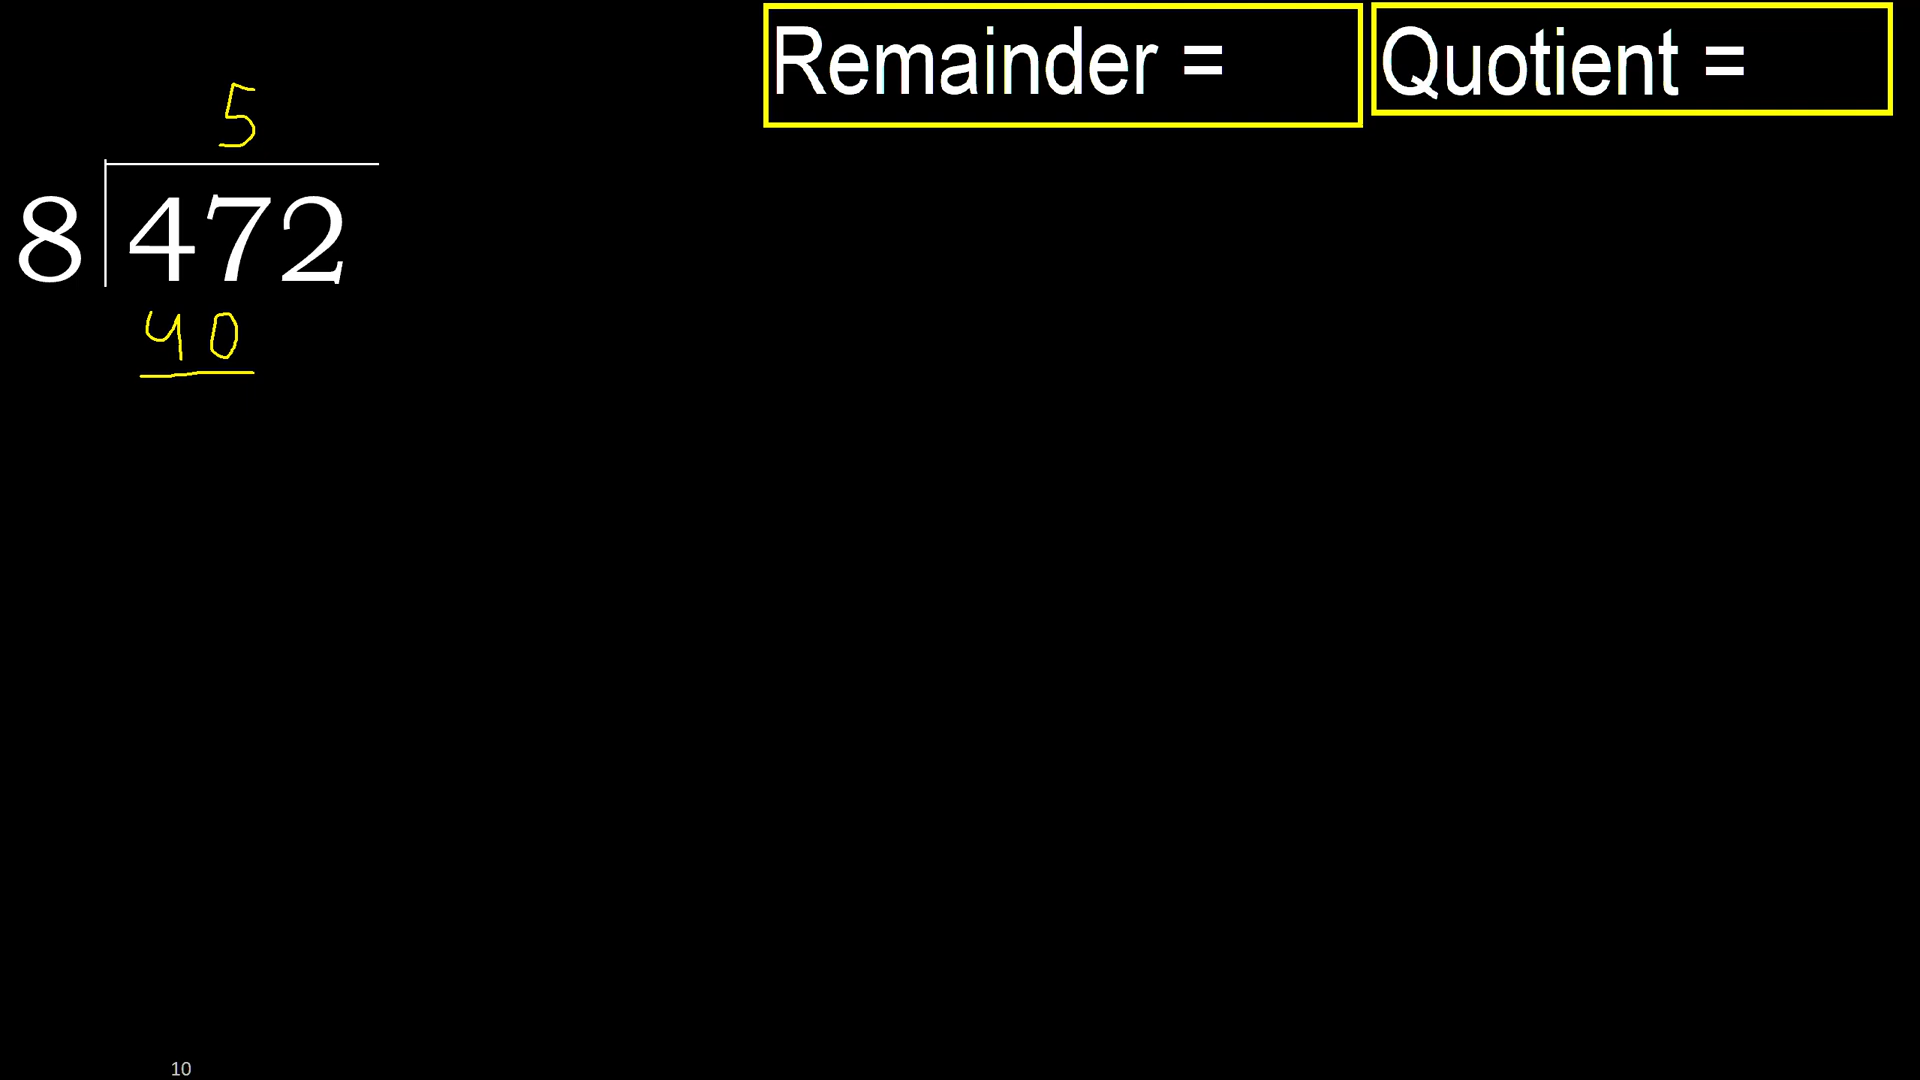 Remainder =
Quotient =
5
8 472
40
10